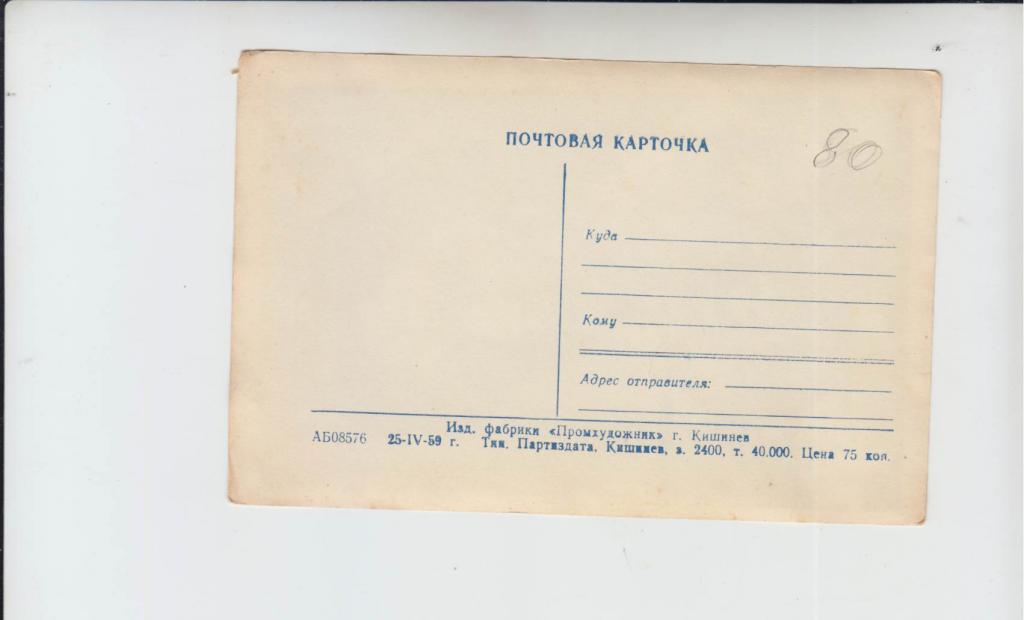 ПОЧТОВАЯ КАРТОЧКА
80
Куда
Кому
Адрес отправителя:
Изд. фабрики «Промхудожник» г. Кишинев
АБ08576 25-IV-59 г. Тип. Партиздата, Кишинев, з. 2400, т. 40.000. Цена 75 коп.